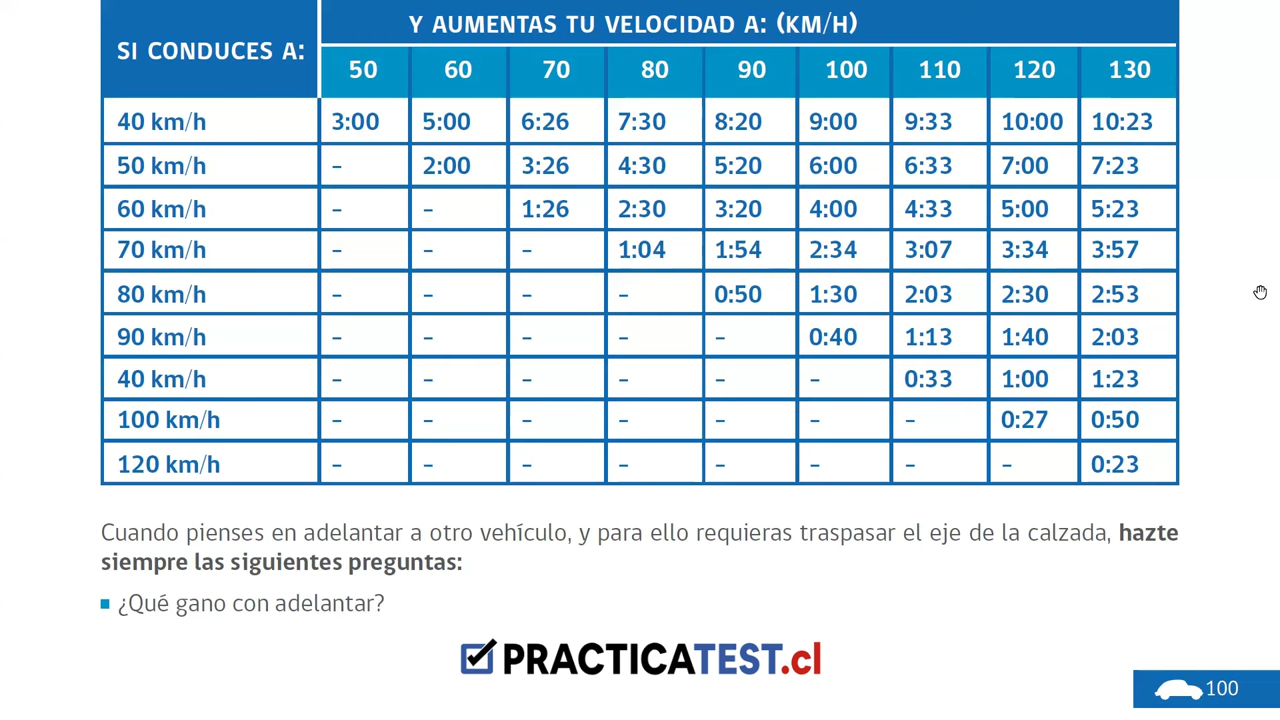 SI CONDUCES A: Y AUMENTAS TU VELOCIDAD A: (KM/H)
50 60 70 80 90 100 110 120 130
40 km/h 3:00 5:00 6:26 7:30 8:20 9:00 9:33 10:00 10:23
50 km/h – 2:00 3:26 4:30 5:20 6:00 6:33 7:00 7:23
60 km/h – – 1:26 2:30 3:20 4:00 4:33 5:00 5:23
70 km/h – – – 1:04 1:54 2:34 3:07 3:34 3:57
80 km/h – – – – 0:50 1:30 2:03 2:30 2:53
90 km/h – – – – – 0:40 1:13 1:40 2:03
40 km/h – – – – – – 0:33 1:00 1:23
100 km/h – – – – – – – 0:27 0:50
120 km/h – – – – – – – – 0:23
Cuando pienses en adelantar a otro vehículo, y para ello requieras traspasar el eje de la calzada, hazte
siempre las siguientes preguntas:
¿Qué gano con adelantar?
PRACTICATEST.cl
100